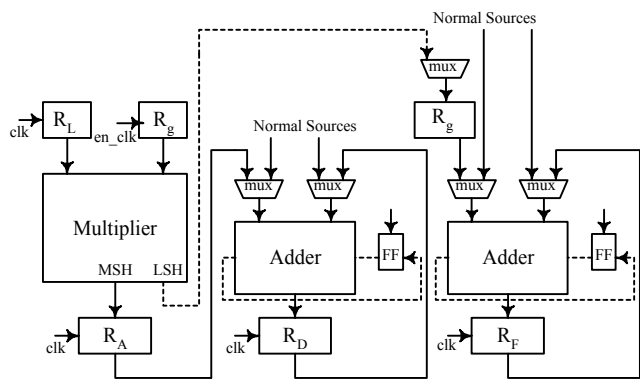 Normal Sources
mux
R_L
R_g
R_g
clk
en_clk
Normal Sources
mux
mux
mux
mux
Multiplier
MSH
LSH
Adder
FF
Adder
FF
R_A
R_D
R_F
clk
clk
clk